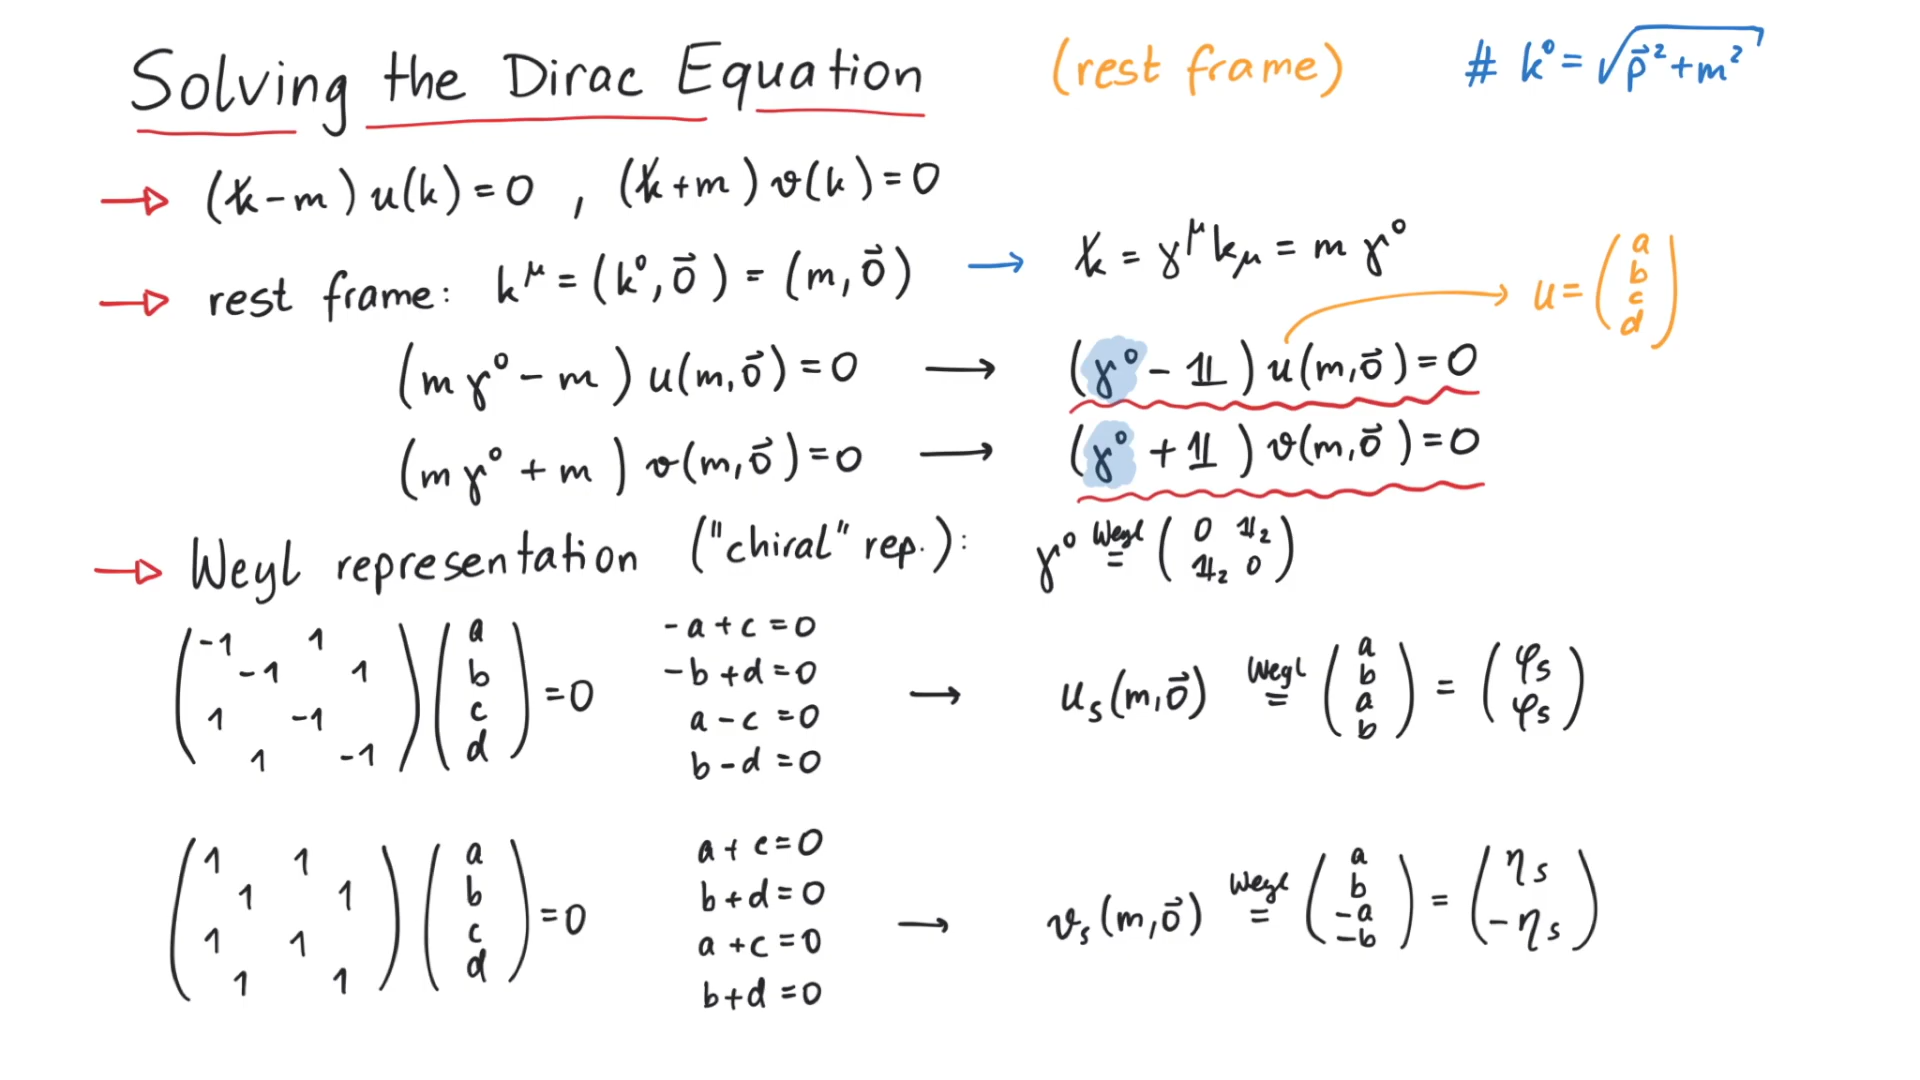 Solving the Dirac Equation (rest frame) # k⁰ = √(p⃗² + m²)
→ (k̸ - m) u(k) = 0 , (k̸ + m) v(k) = 0
→ rest frame: k^μ = (k⁰, 0⃗) = (m, 0⃗) → k̸ = γ^μ k_μ = m γ⁰
u = (a b c d)
(m γ⁰ - m) u(m, 0⃗) = 0 → (γ⁰ - 𝟙) u(m, 0⃗) = 0
(m γ⁰ + m) v(m, 0⃗) = 0 → (γ⁰ + 𝟙) v(m, 0⃗) = 0
→ Weyl representation ("chiral" rep.): γ⁰ Weyl = (0 𝟙₂
𝟙₂ 0)
(-1 1
-1 1
1 -1
1 -1) (a b c d) = 0
-a + c = 0
-b + d = 0
a - c = 0
b - d = 0
→ u_s(m, 0⃗) Weyl = (a b a b) = (φ_s φ_s)
(1 1
1 1
1 1
1 1) (a b c d) = 0
a + c = 0
b + d = 0
a + c = 0
b + d = 0
→ v_s(m, 0⃗) Weyl = (a b -a -b) = (η_s -η_s)